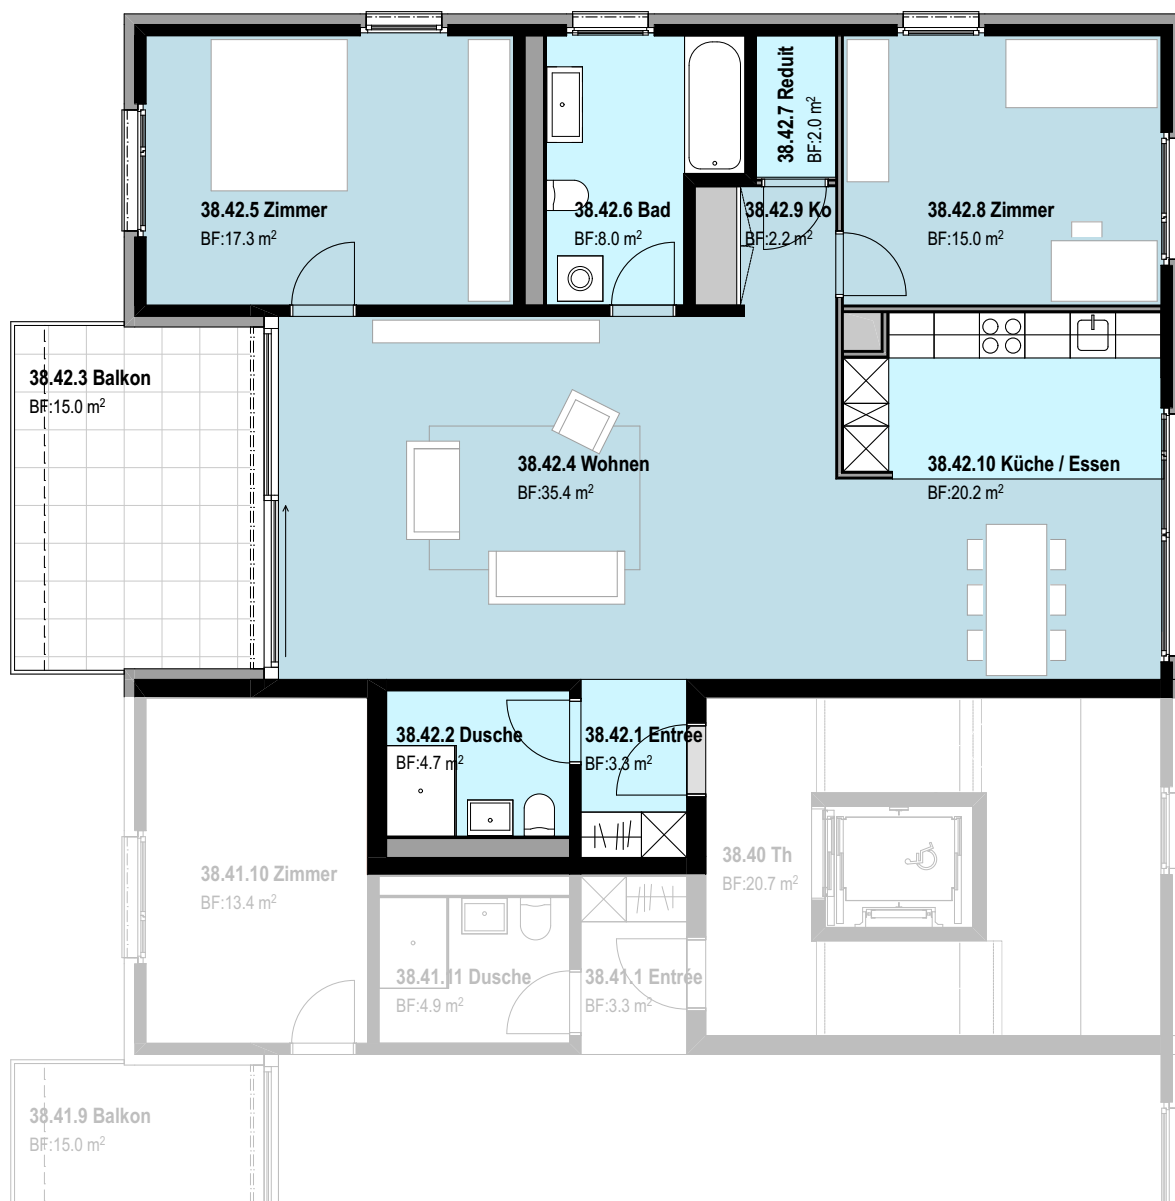 38.42.7 Reduit
BF:2.0 m²
38.42.5 Zimmer
BF:17.3 m²
38.42.6 Bad
BF:8.0 m²
38.42.9 Ko
BF:2.2 m²
38.42.8 Zimmer
BF:15.0 m²
38.42.3 Balkon
BF:15.0 m²
38.42.4 Wohnen
BF:35.4 m²
38.42.10 Küche / Essen
BF:20.2 m²
38.42.2 Dusche
BF:4.7 m²
38.42.1 Entrée
BF:3.3 m²
38.41.10 Zimmer
BF:13.4 m²
38.40 Th
BF:20.7 m²
38.41.11 Dusche
BF:4.9 m²
38.41.1 Entrée
BF:3.3 m²
38.41.9 Balkon
BF:15.0 m²